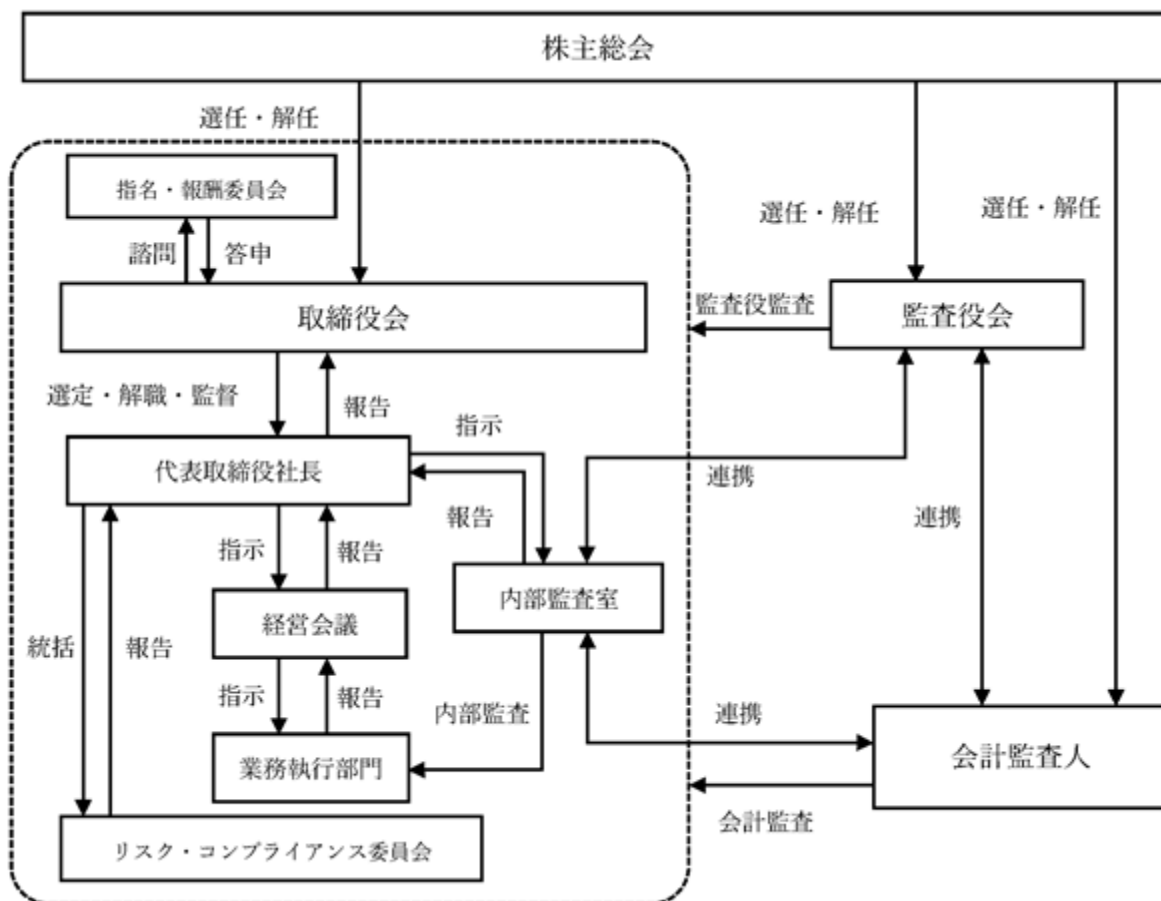 株主総会
選任・解任
指名・報酬委員会
選任・解任
選任・解任
諮問
答申
取締役会
監査役監査
監査役会
選定・解職・監督
報告
指示
代表取締役社長
連携
報告
連携
指示
報告
内部監査室
経営会議
統括
報告
指示
報告
内部監査
連携
業務執行部門
会計監査人
会計監査
リスク・コンプライアンス委員会